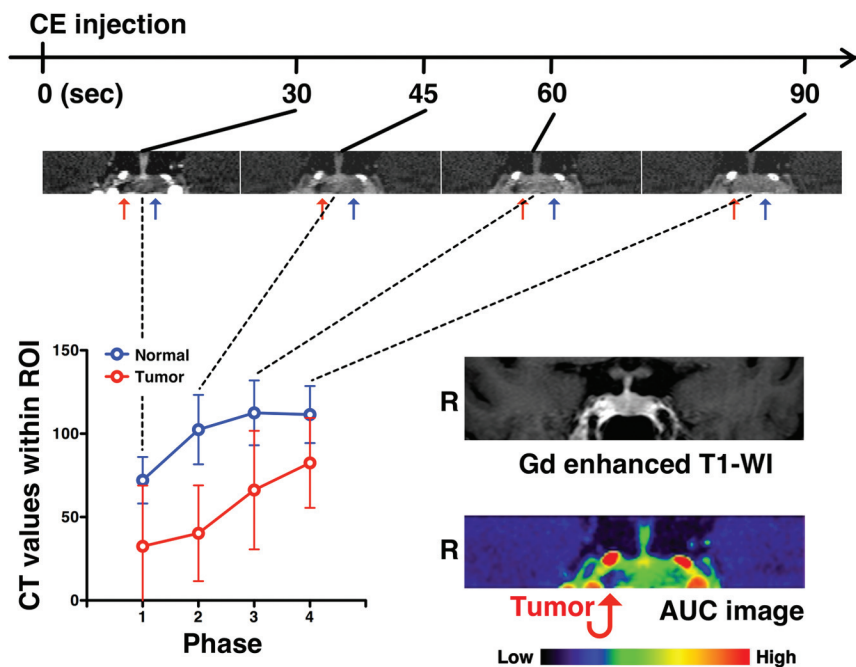 CE injection
0 (sec) 30 45 60 90
150
100
50
0
CT values within ROI
Normal
Tumor
1 2 3 4
Phase
R
Gd enhanced T1-WI
R
Tumor AUC image
Low High